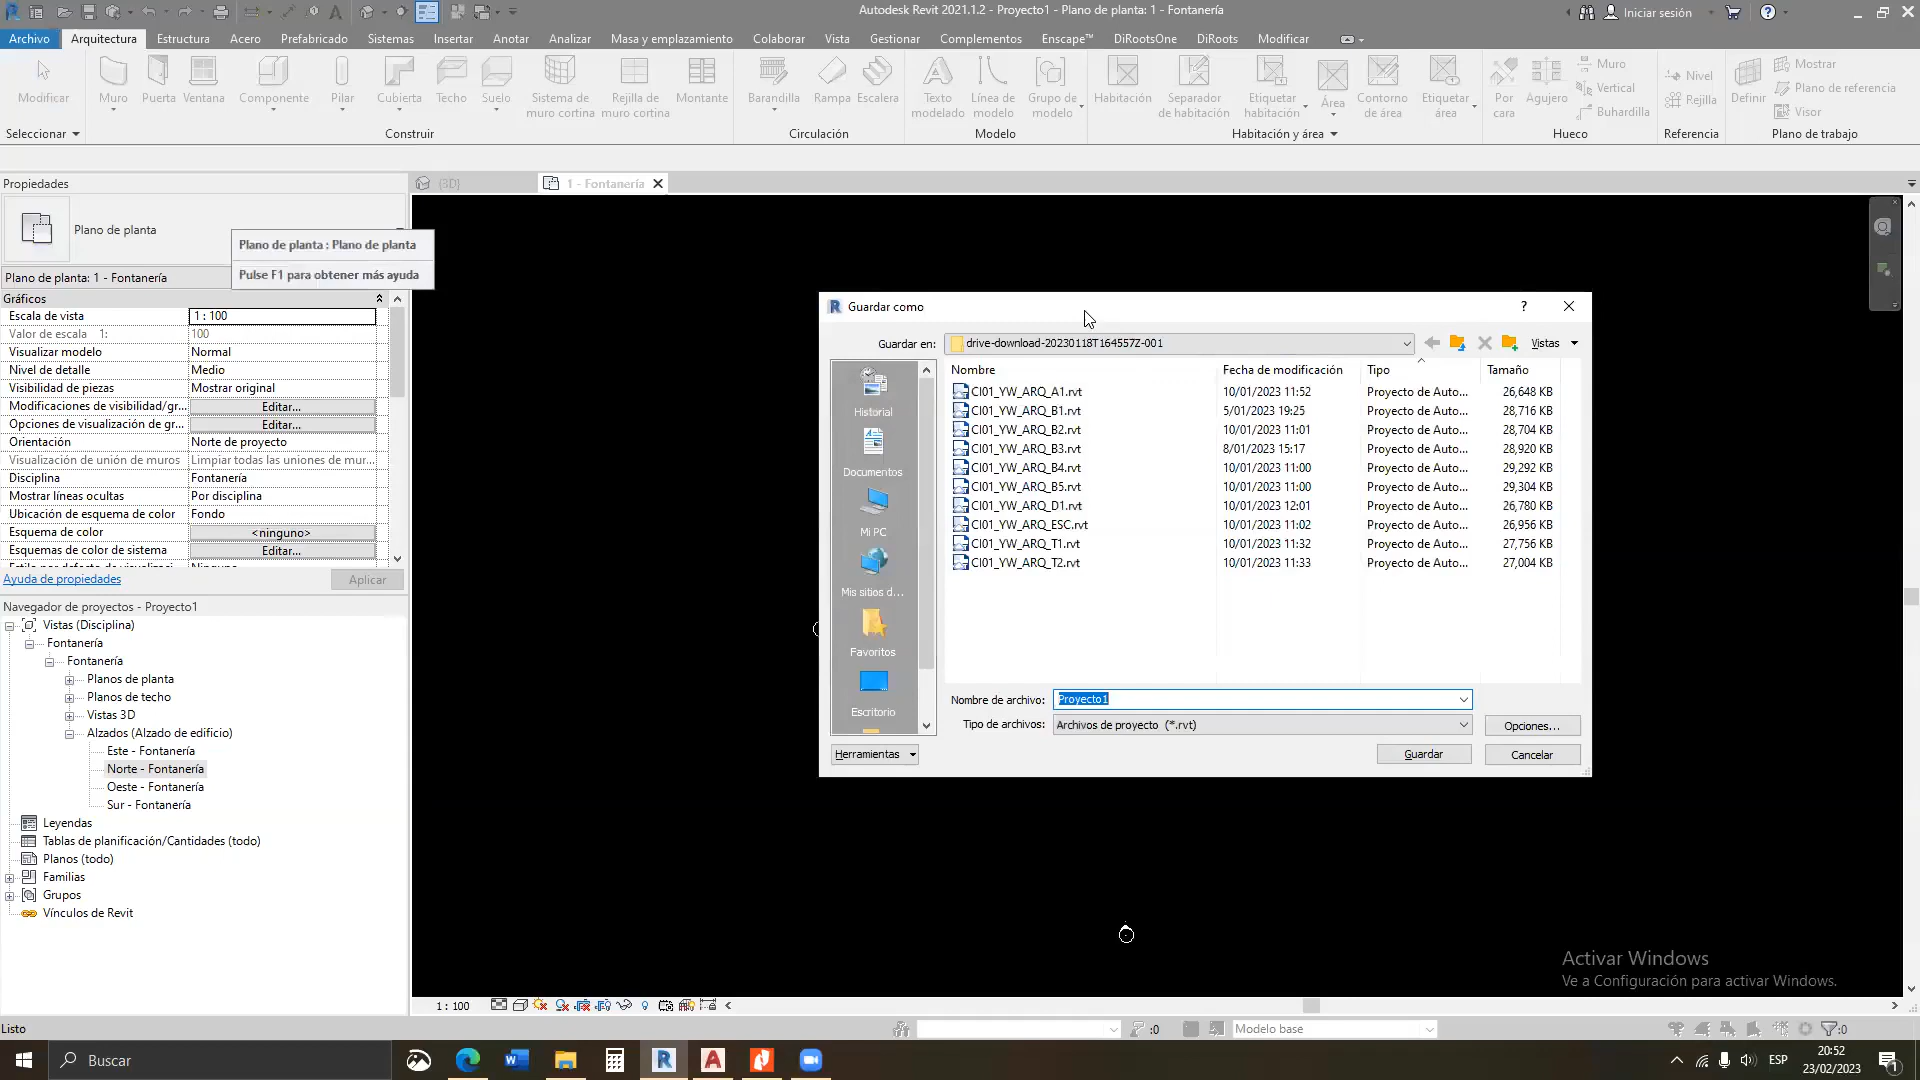 Autodesk Revit 2021.1.2 - Proyecto1 - Plano de planta: 1 - Fontanería
Iniciar sesión
Archivo Arquitectura Estructura Acero Prefabricado Sistemas Insertar Anotar Analizar Masa y emplazamiento Colaborar Vista Gestionar Complementos Enscape™ DiRootsOne DiRoots Modificar
Modificar
Muro
Puerta
Ventana
Componente
Pilar
Cubierta
Techo
Suelo
Sistema de
muro cortina
Rejilla de
muro cortina
Montante
Barandilla
Rampa
Escalera
Texto
modelado
Línea de
modelo
Grupo de
modelo
Habitación
Separador
de habitación
Etiquetar
habitación
Área
Contorno
de área
Etiquetar
área
Por
cara
Agujero
Muro
Vertical
Buhardilla
Nivel
Rejilla
Definir
Mostrar
Plano de referencia
Visor
Seleccionar
Construir
Circulación
Modelo
Habitación y área
Hueco
Referencia
Plano de trabajo
Propiedades
Plano de planta
Plano de planta : Plano de planta
Pulse F1 para obtener más ayuda
Plano de planta: 1 - Fontanería
Gráficos
Escala de vista 1 : 100
Valor de escala 1: 100
Visualizar modelo Normal
Nivel de detalle Medio
Visibilidad de piezas Mostrar original
Modificaciones de visibilidad/gr... Editar...
Opciones de visualización de gr... Editar...
Orientación Norte de proyecto
Visualización de unión de muros Limpiar todas las uniones de mur...
Disciplina Fontanería
Mostrar líneas ocultas Por disciplina
Ubicación de esquema de color Fondo
Esquema de color <ninguno>
Esquemas de color de sistema Editar...
Ayuda de propiedades Aplicar
Navegador de proyectos - Proyecto1
Vistas (Disciplina)
Fontanería
Fontanería
Planos de planta
Planos de techo
Vistas 3D
Alzados (Alzado de edificio)
Este - Fontanería
Norte - Fontanería
Oeste - Fontanería
Sur - Fontanería
Leyendas
Tablas de planificación/Cantidades (todo)
Planos (todo)
Familias
Grupos
Vínculos de Revit
{3D}
1 - Fontanería
Guardar como
Guardar en: drive-download-20230118T164557Z-001 Vistas
Historial
Documentos
Mi PC
Mis sitios d...
Favoritos
Escritorio
Nombre Fecha de modificación Tipo Tamaño
CI01_YW_ARQ_A1.rvt 10/01/2023 11:52 Proyecto de Auto... 26,648 KB
CI01_YW_ARQ_B1.rvt 5/01/2023 19:25 Proyecto de Auto... 28,716 KB
CI01_YW_ARQ_B2.rvt 10/01/2023 11:01 Proyecto de Auto... 28,704 KB
CI01_YW_ARQ_B3.rvt 8/01/2023 15:17 Proyecto de Auto... 28,920 KB
CI01_YW_ARQ_B4.rvt 10/01/2023 11:00 Proyecto de Auto... 29,292 KB
CI01_YW_ARQ_B5.rvt 10/01/2023 11:00 Proyecto de Auto... 29,304 KB
CI01_YW_ARQ_D1.rvt 10/01/2023 12:01 Proyecto de Auto... 26,780 KB
CI01_YW_ARQ_ESC.rvt 10/01/2023 11:02 Proyecto de Auto... 26,956 KB
CI01_YW_ARQ_T1.rvt 10/01/2023 11:32 Proyecto de Auto... 27,756 KB
CI01_YW_ARQ_T2.rvt 10/01/2023 11:33 Proyecto de Auto... 27,004 KB
Nombre de archivo: Proyecto1
Tipo de archivos: Archivos de proyecto (*.rvt) Opciones...
Herramientas Guardar Cancelar
Activar Windows
Ve a Configuración para activar Windows.
1 : 100
Listo
:0
Modelo base
:0
Buscar
ESP
20:52
23/02/2023
1